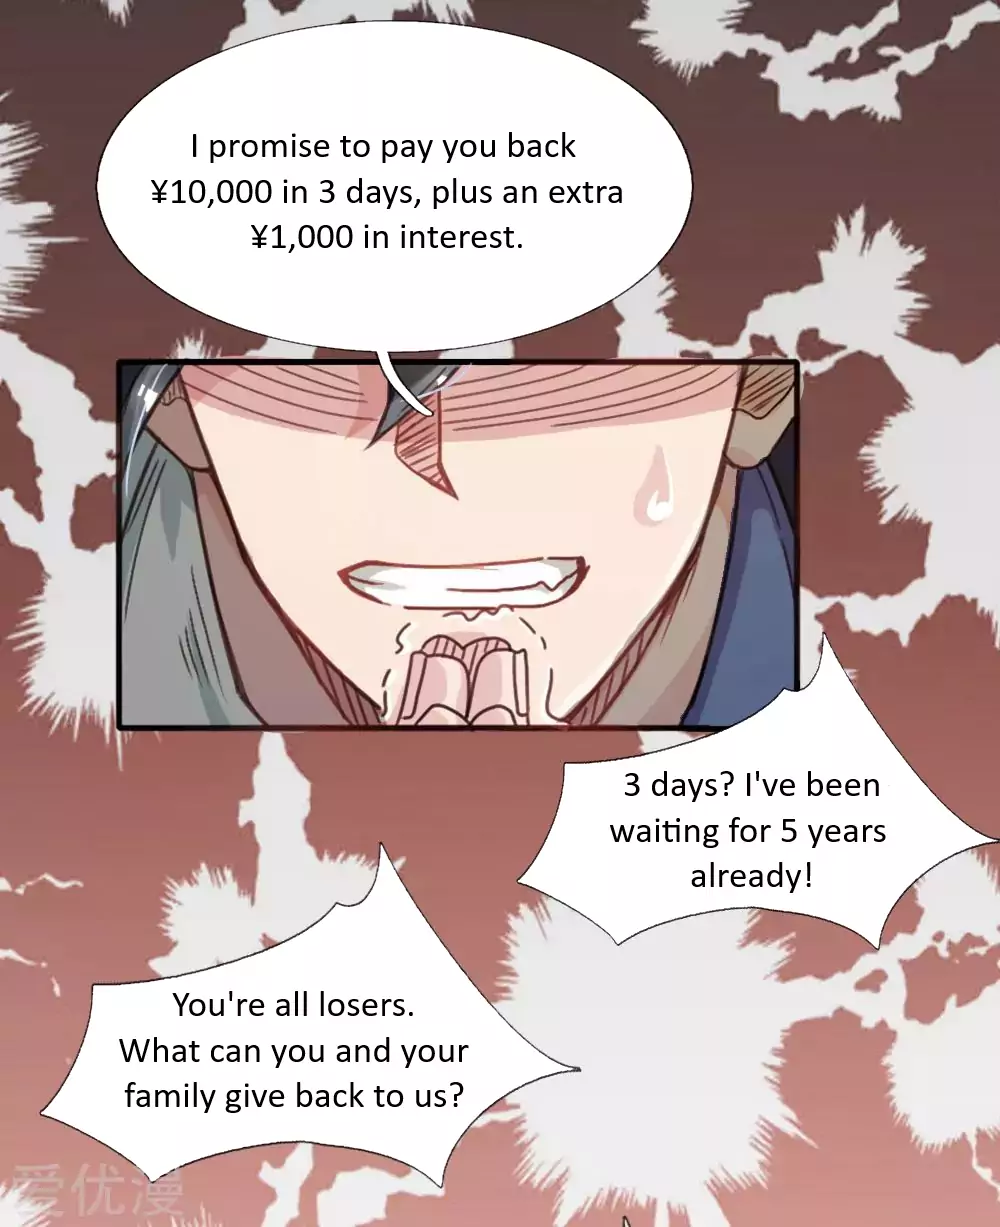 I promise to pay you back
¥10,000 in 3 days, plus an extra
¥1,000 in interest.
3 days? I've been
waiting for 5 years
already!
You're all losers.
What can you and your
family give back to us?
爱优漫